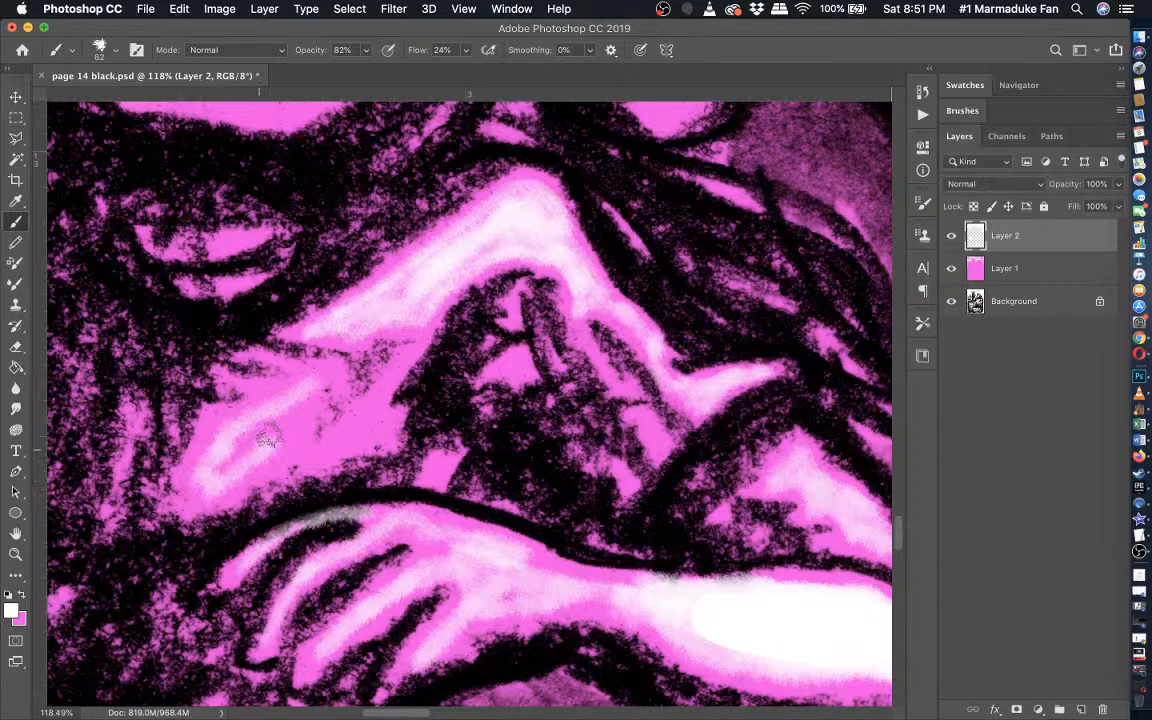 Photoshop CC File Edit Image Layer Type Select Filter 3D View Window Help 100% Sat 8:51 PM #1 Marmaduke Fan
Adobe Photoshop CC 2019
62 Mode: Normal Opacity: 82% Flow: 24% Smoothing: 0%
page 14 black.psd @ 118% (Layer 2, RGB/8*) *
3
Swatches Navigator
Brushes
Layers Channels Paths
Kind
Normal Opacity: 100%
Lock: Fill: 100%
Layer 2
Layer 1
Background
118.49% Doc: 819.0M/968.4M